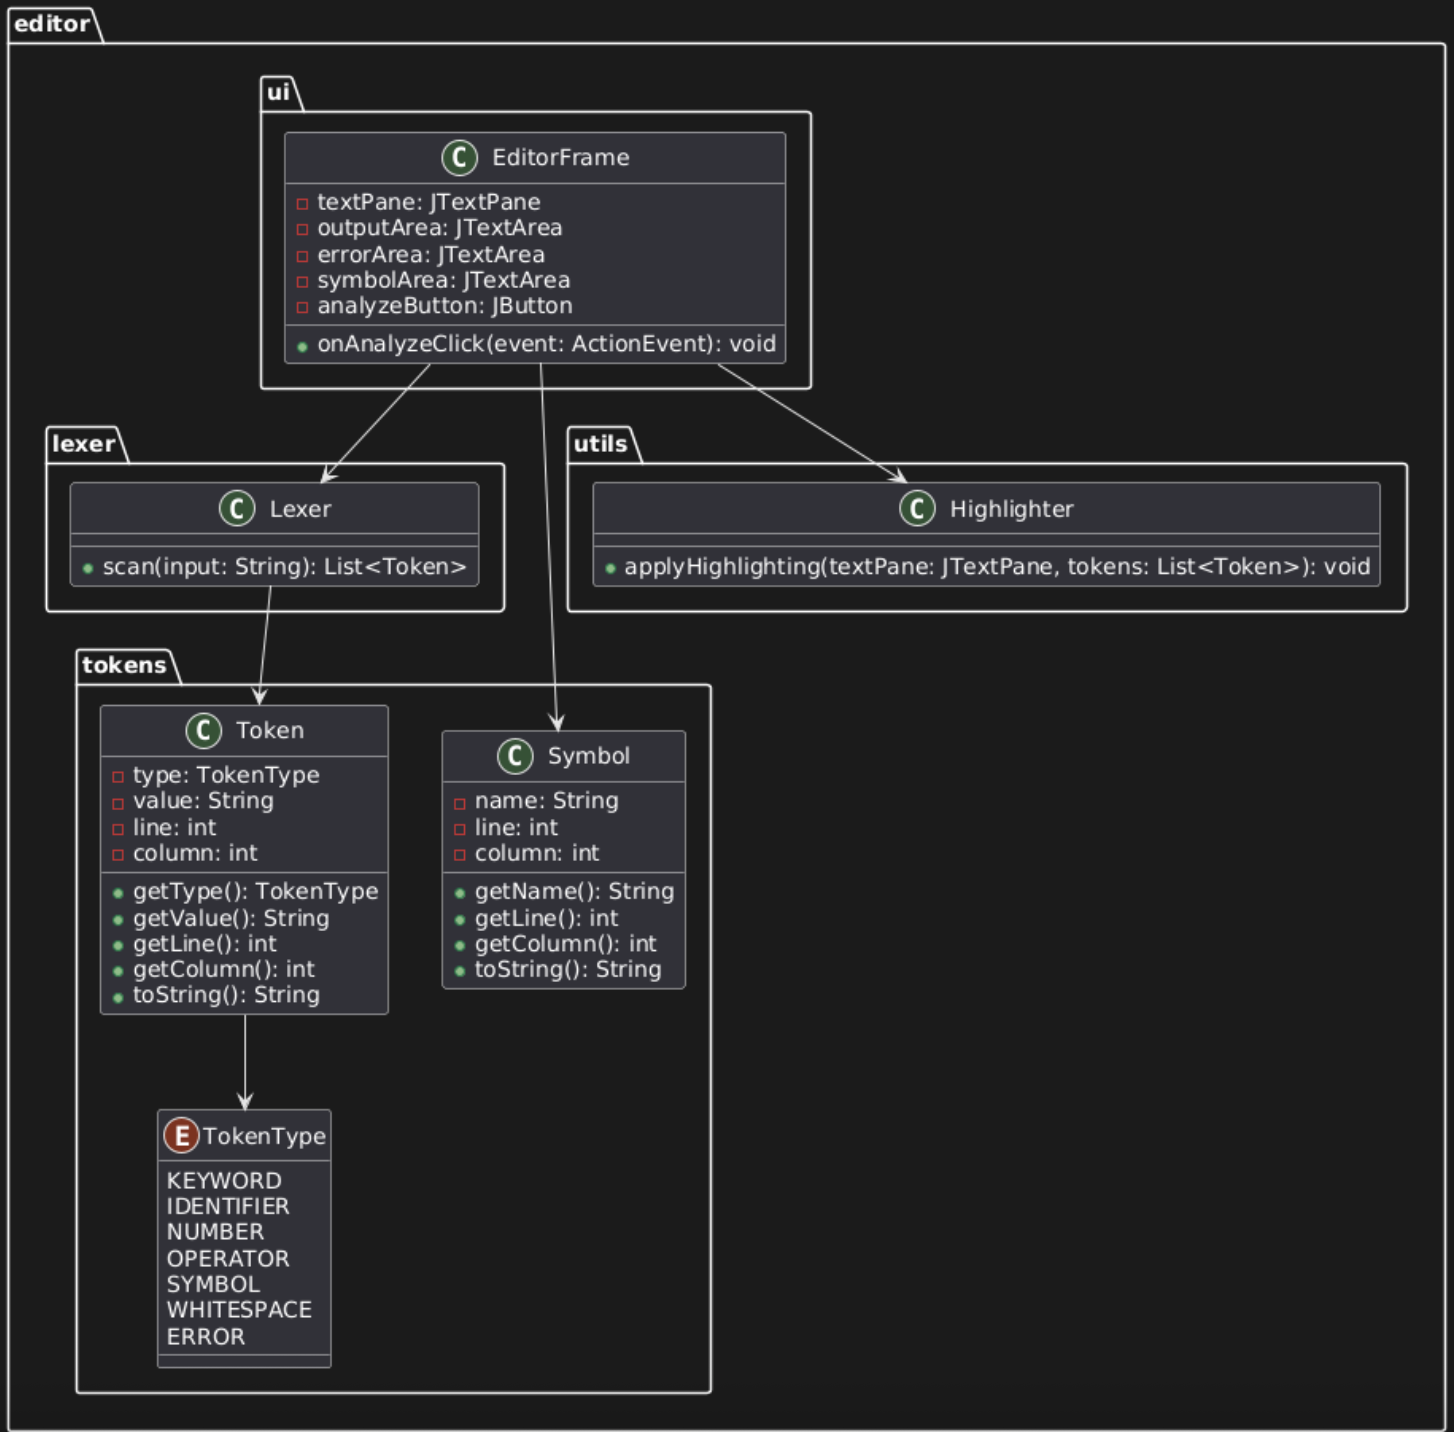 editor
ui
C EditorFrame
textPane: JTextPane
outputArea: JTextArea
errorArea: JTextArea
symbolArea: JTextArea
analyzeButton: JButton
onAnalyzeClick(event: ActionEvent): void
lexer
C Lexer
scan(input: String): List<Token>
utils
C Highlighter
applyHighlighting(textPane: JTextPane, tokens: List<Token>): void
tokens
C Token
type: TokenType
value: String
line: int
column: int
getType(): TokenType
getValue(): String
getLine(): int
getColumn(): int
toString(): String
C Symbol
name: String
line: int
column: int
getName(): String
getLine(): int
getColumn(): int
toString(): String
E TokenType
KEYWORD
IDENTIFIER
NUMBER
OPERATOR
SYMBOL
WHITESPACE
ERROR